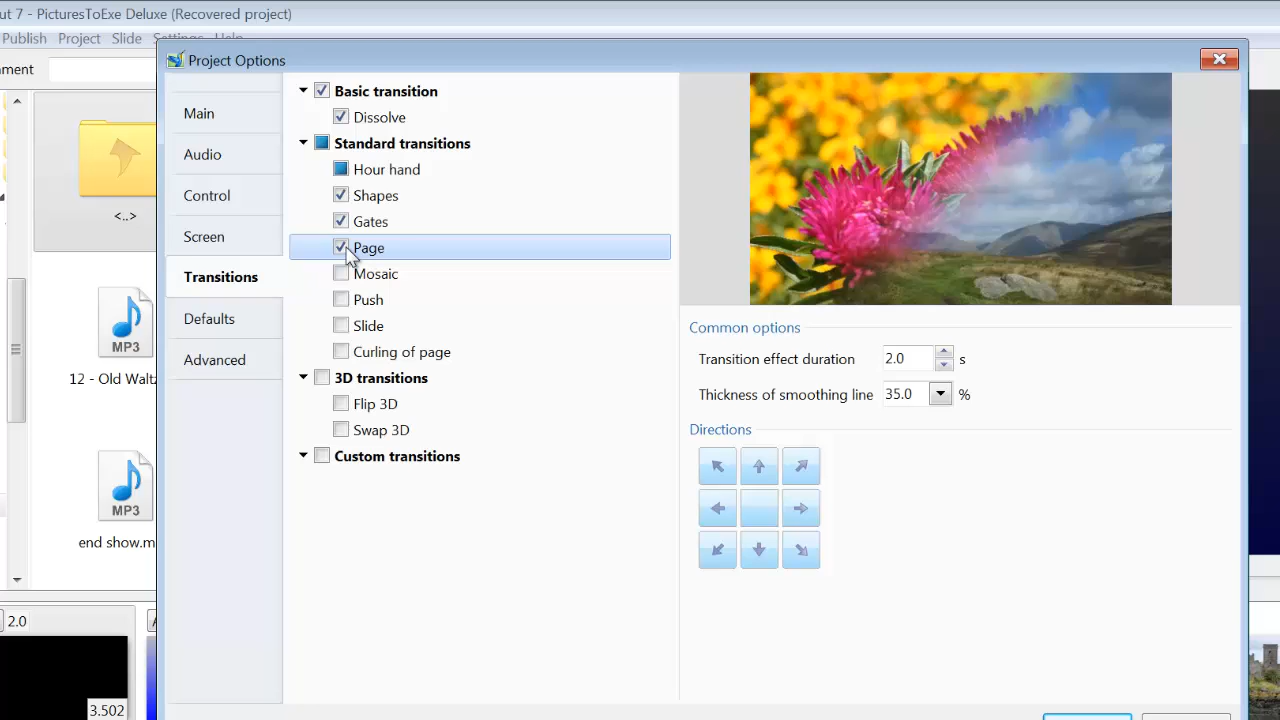 ut 7 - PicturesToExe Deluxe (Recovered project)
Publish Project Slide Settings Help
ment
Project Options
Main
Audio
Control
Screen
Transitions
Defaults
Advanced
Basic transition
Dissolve
Standard transitions
Hour hand
Shapes
Gates
Page
Mosaic
Push
Slide
Curling of page
3D transitions
Flip 3D
Swap 3D
Custom transitions
Common options
Transition effect duration 2.0 s
Thickness of smoothing line 35.0 %
Directions
<..>
MP3
12 - Old Waltz
MP3
end show.m
2.0
3.502